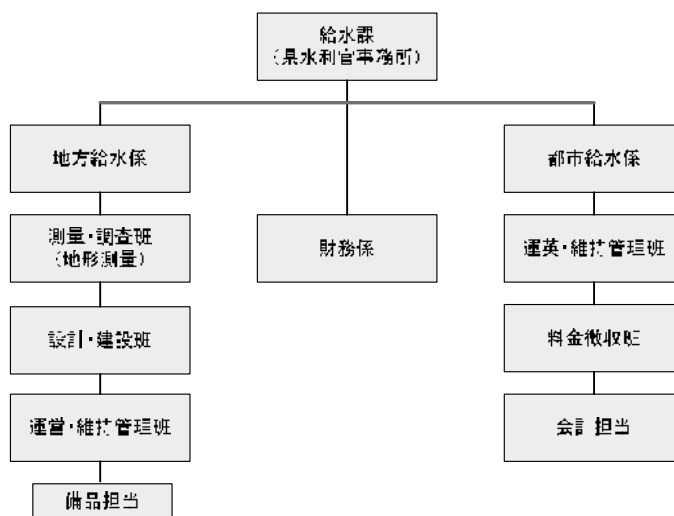 給水課
(県水利官事務所)
地方給水係
都市給水係
測量・調査班
(地形測量)
財務係
運英・維持管理班
設計・建設班
料金徴収班
運営・維持管理班
会計担当
備品担当